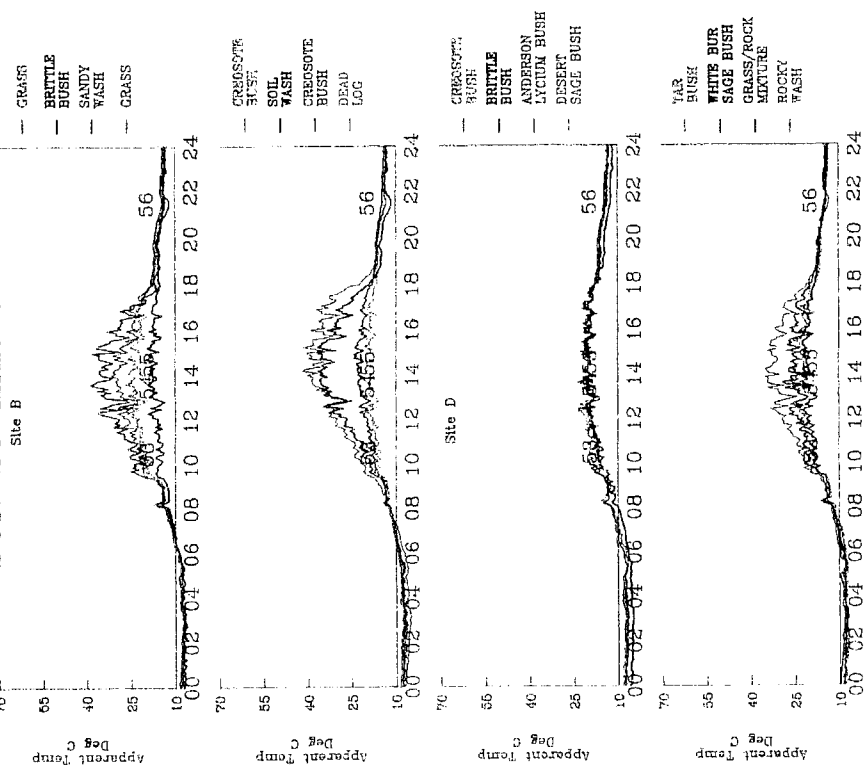 Site B
GRASS
BRITTLE
BUSH
SANDY
WASH
GRASS
70
55
40
25
10
Apparent Temp
Deg C
56
00 02 04 06 08 10 12 14 16 18 20 22 24
CREOSOTE
BUSH
SOIL
WASH
CREOSOTE
BUSH
DEAD
LOG
70
55
40
25
10
Apparent Temp
Deg C
56
00 02 04 06 08 10 12 14 16 18 20 22 24
Site D
CREOSOTE
BUSH
BRITTLE
BUSH
ANDERSON
LYCIUM BUSH
DESERT
SAGE BUSH
70
55
40
25
10
Apparent Temp
Deg C
56
00 02 04 06 08 10 12 14 16 18 20 22 24
TAR
BUSH
WHITE BUR
SAGE BUSH
GRASS/ROCK
MIXTURE
ROCKY
WASH
70
55
40
25
10
Apparent Temp
Deg C
56
00 02 04 06 08 10 12 14 16 18 20 22 24